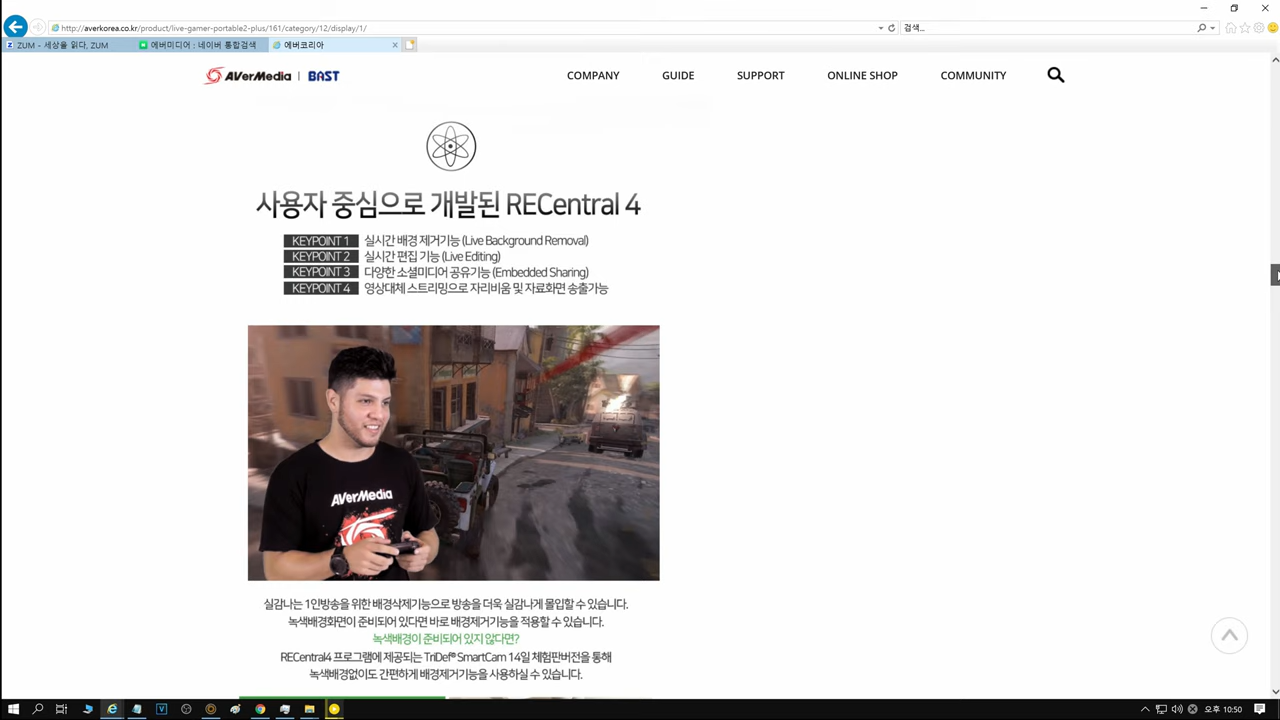 http://averkorea.co.kr/product/live-gamer-portable2-plus/161/category/12/display/1/
검색...
ZUM - 세상을 읽다, ZUM
에버미디어 : 네이버 통합검색
에버코리아
AVerMedia | BAST
COMPANY
GUIDE
SUPPORT
ONLINE SHOP
COMMUNITY
사용자 중심으로 개발된 RECentral 4
KEYPOINT 1 실시간 배경 제거기능 (Live Background Removal)
KEYPOINT 2 실시간 편집 기능 (Live Editing)
KEYPOINT 3 다양한 소셜미디어 공유기능 (Embedded Sharing)
KEYPOINT 4 영상대체 스트리밍으로 자리비움 및 자료화면 송출가능
AVerMedia
실감나는 1인방송을 위한 배경삭제기능으로 방송을 더욱 실감나게 몰입할 수 있습니다.
녹색배경화면이 준비되어 있다면 바로 배경제거기능을 적용할 수 있습니다.
녹색배경이 준비되어 있지 않다면?
RECentral4 프로그램에 제공되는 TriDef® SmartCam 14일 체험판버전을 통해
녹색배경없이도 간편하게 배경제거기능을 사용하실 수 있습니다.
오후 10:50